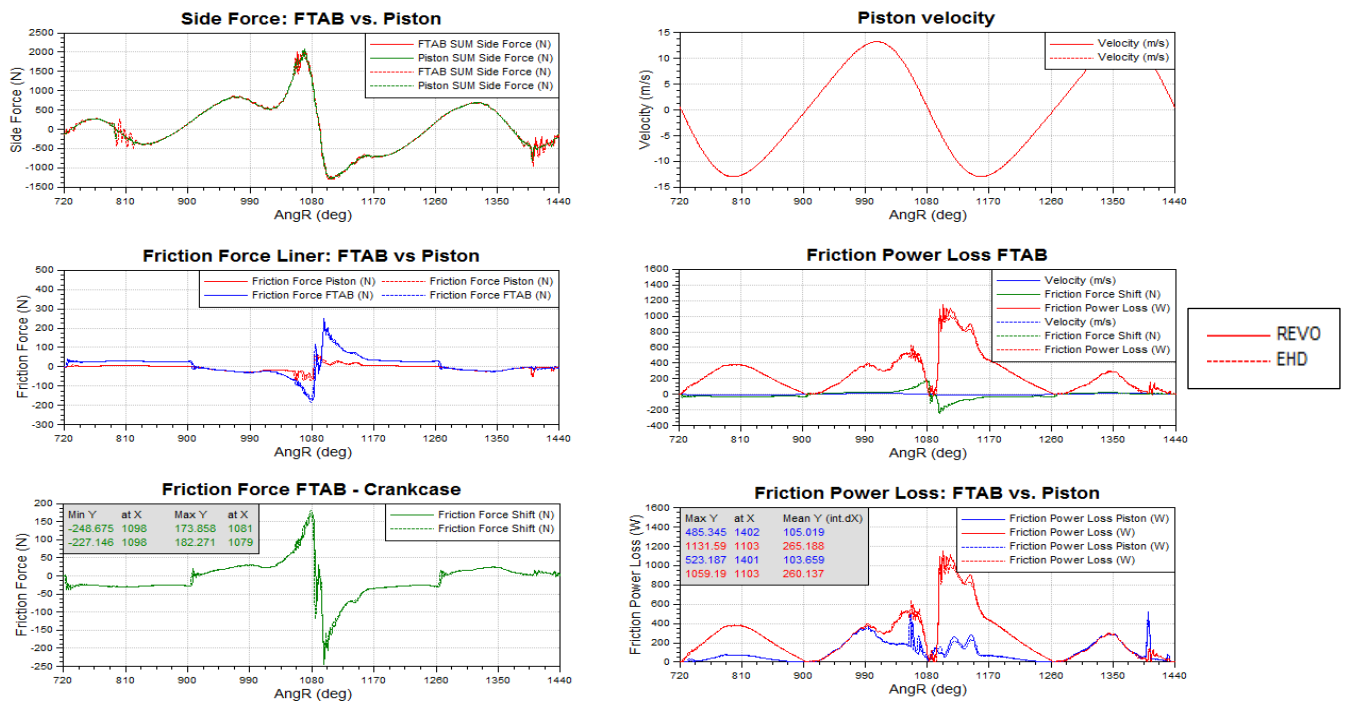 Side Force: FTAB vs. Piston
Side Force (N)
2500
2000
1500
1000
500
0
-500
-1000
-1500
FTAB SUM Side Force (N)
Piston SUM Side Force (N)
FTAB SUM Side Force (N)
Piston SUM Side Force (N)
720 810 900 990 1080 1170 1260 1350 1440
AngR (deg)
Piston velocity
Velocity (m/s)
15
10
5
0
-5
-10
-15
Velocity (m/s)
Velocity (m/s)
720 810 900 990 1080 1170 1260 1350 1440
AngR (deg)
Friction Force Liner: FTAB vs Piston
Friction Force (N)
500
400
300
200
100
0
-100
-200
-300
Friction Force Piston (N) Friction Force Piston (N)
Friction Force FTAB (N) Friction Force FTAB (N)
720 810 900 990 1080 1170 1260 1350 1440
AngR (deg)
Friction Power Loss FTAB
1600
1400
1200
1000
800
600
400
200
0
-200
-400
Velocity (m/s)
Friction Force Shift (N)
Friction Power Loss (W)
Velocity (m/s)
Friction Force Shift (N)
Friction Power Loss (W)
720 810 900 990 1080 1170 1260 1350 1440
AngR (deg)
REVO
EHD
Friction Force FTAB - Crankcase
Friction Force (N)
200
150
100
50
0
-50
-100
-150
-200
-250
Min Y at X Max Y at X
-248.675 1098 173.858 1081
-227.146 1098 182.271 1079
Friction Force Shift (N)
Friction Force Shift (N)
720 810 900 990 1080 1170 1260 1350 1440
AngR (deg)
Friction Power Loss: FTAB vs. Piston
Friction Power Loss (W)
1600
1400
1200
1000
800
600
400
200
0
Max Y at X Mean Y (int.dX)
485.345 1402 105.019
1131.59 1103 265.188
523.187 1401 103.659
1059.19 1103 260.137
Friction Power Loss Piston (W)
Friction Power Loss (W)
Friction Power Loss Piston (W)
Friction Power Loss (W)
720 810 900 990 1080 1170 1260 1350 1440
AngR (deg)